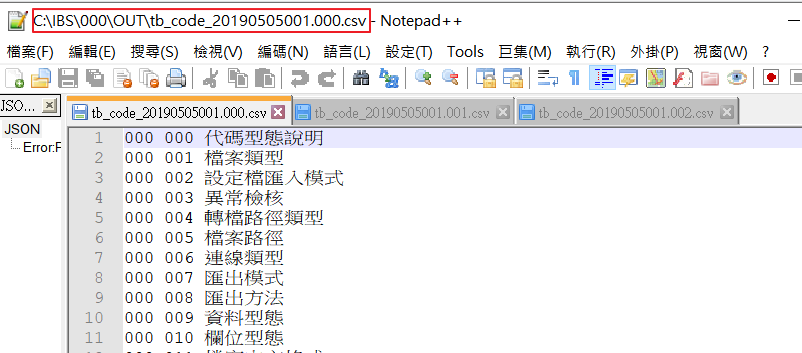 C:\IBS\000\OUT\tb_code_20190505001.000.csv - Notepad++
檔案(F) 編輯(E) 搜尋(S) 檢視(V) 編碼(N) 語言(L) 設定(T) Tools 巨集(M) 執行(R) 外掛(P) 視窗(W) ?
JSO...
tb_code_20190505001.000.csv tb_code_20190505001.001.csv tb_code_20190505001.002.csv
JSON
Error:F
1 000 000 代碼型態說明
2 000 001 檔案類型
3 000 002 設定檔匯入模式
4 000 003 異常檢核
5 000 004 轉檔路徑類型
6 000 005 檔案路徑
7 000 006 連線類型
8 000 007 匯出模式
9 000 008 匯出方法
10 000 009 資料型態
11 000 010 欄位型態